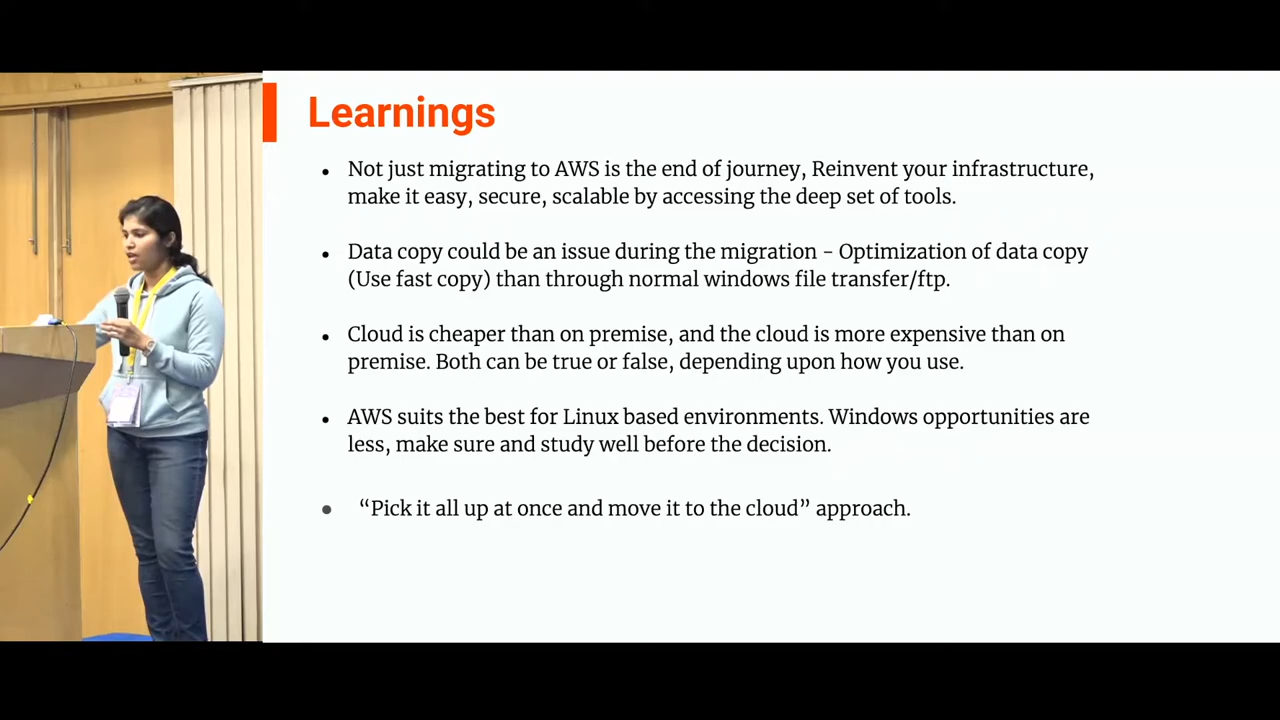 Learnings
Not just migrating to AWS is the end of journey, Reinvent your infrastructure,
make it easy, secure, scalable by accessing the deep set of tools.
Data copy could be an issue during the migration - Optimization of data copy
(Use fast copy) than through normal windows file transfer/ftp.
Cloud is cheaper than on premise, and the cloud is more expensive than on
premise. Both can be true or false, depending upon how you use.
AWS suits the best for Linux based environments. Windows opportunities are
less, make sure and study well before the decision.
“Pick it all up at once and move it to the cloud” approach.